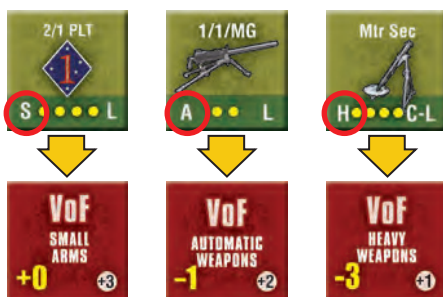 2/1 PLT
1
S L
1/1/MG
A L
Mtr Sec
H C-L
VoF
SMALL
ARMS
+0 +3
VoF
AUTOMATIC
WEAPONS
-1 +2
VoF
HEAVY
WEAPONS
-3 +1